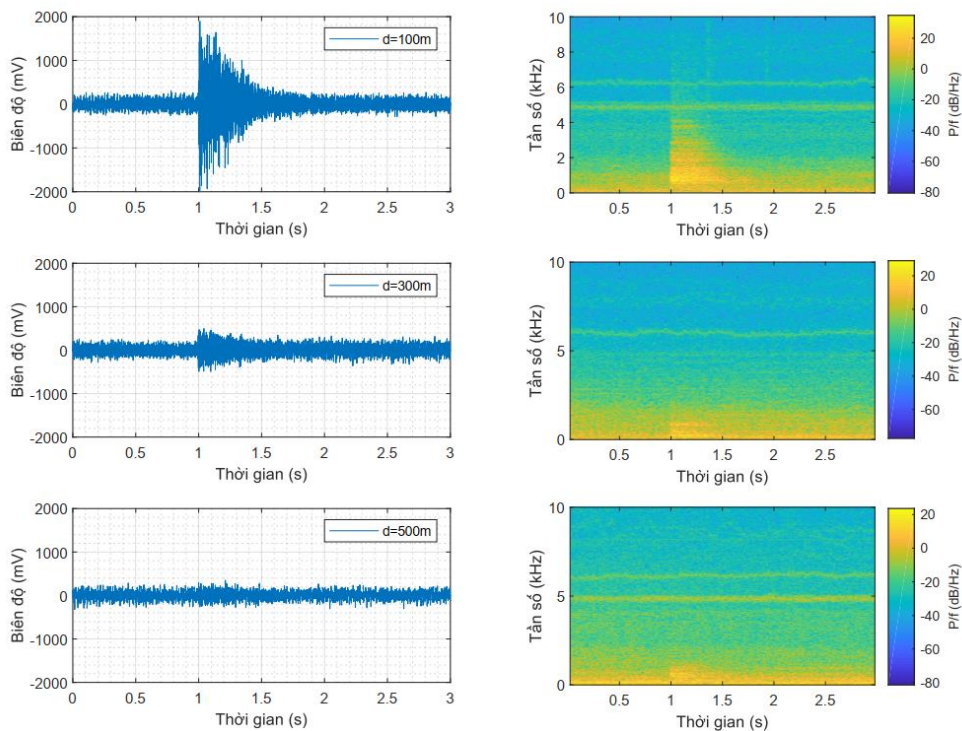 2000
1000
0
-1000
-2000
Biên độ (mV)
d=100m
0 0.5 1 1.5 2 2.5 3
Thời gian (s)
10
8
6
4
2
0
Tần số (kHz)
0.5 1 1.5 2 2.5
Thời gian (s)
20
0
-20
-40
-60
-80
P/f (dB/Hz)
2000
1000
0
-1000
-2000
Biên độ (mV)
d=300m
0 0.5 1 1.5 2 2.5 3
Thời gian (s)
10
5
0
Tần số (kHz)
0.5 1 1.5 2 2.5
Thời gian (s)
20
0
-20
-40
-60
P/f (dB/Hz)
2000
1000
0
-1000
-2000
Biên độ (mV)
d=500m
0 0.5 1 1.5 2 2.5 3
Thời gian (s)
10
5
0
Tần số (kHz)
0.5 1 1.5 2 2.5
Thời gian (s)
20
0
-20
-40
-60
-80
P/f (dB/Hz)